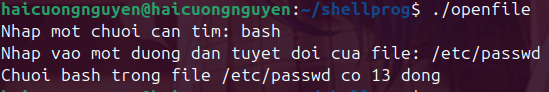 haicuongnguyen@haicuongnguyen:~/shellprog$ ./openfile
Nhap mot chuoi can tim: bash
Nhap vao mot duong dan tuyet doi cua file: /etc/passwd
Chuoi bash trong file /etc/passwd co 13 dong